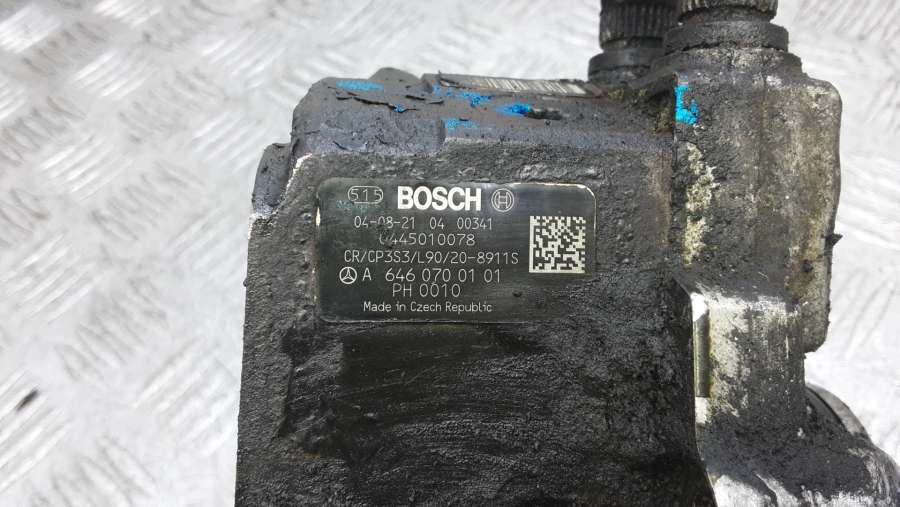 515 BOSCH
04-08-21 04 00341
0445010078
CR/CP3S3/L90/20-8911S
A 646 070 01 01
PH 0010
Made in Czech Republic